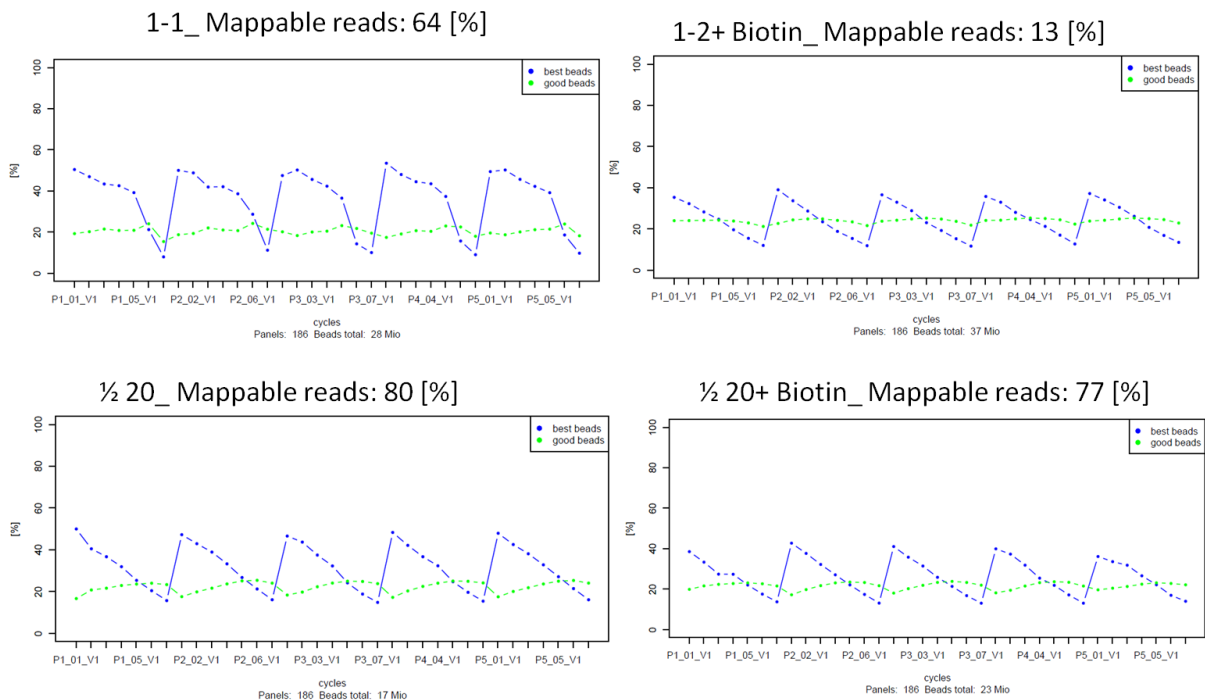 1-1_ Mappable reads: 64 [%]
100
80
60
40
20
0
[%]
best beads
good beads
P1_01_V1 P1_05_V1 P2_02_V1 P2_06_V1 P3_03_V1 P3_07_V1 P4_04_V1 P5_01_V1 P5_05_V1
cycles
Panels: 186 Beads total: 28 Mio
1-2+ Biotin_ Mappable reads: 13 [%]
100
80
60
40
20
0
[%]
best beads
good beads
P1_01_V1 P1_05_V1 P2_02_V1 P2_06_V1 P3_03_V1 P3_07_V1 P4_04_V1 P5_01_V1 P5_05_V1
cycles
Panels: 186 Beads total: 37 Mio
½ 20_ Mappable reads: 80 [%]
100
80
60
40
20
0
[%]
best beads
good beads
P1_01_V1 P1_05_V1 P2_02_V1 P2_06_V1 P3_03_V1 P3_07_V1 P4_04_V1 P5_01_V1 P5_05_V1
cycles
Panels: 186 Beads total: 17 Mio
½ 20+ Biotin_ Mappable reads: 77 [%]
100
80
60
40
20
0
[%]
best beads
good beads
P1_01_V1 P1_05_V1 P2_02_V1 P2_06_V1 P3_03_V1 P3_07_V1 P4_04_V1 P5_01_V1 P5_05_V1
cycles
Panels: 186 Beads total: 23 Mio